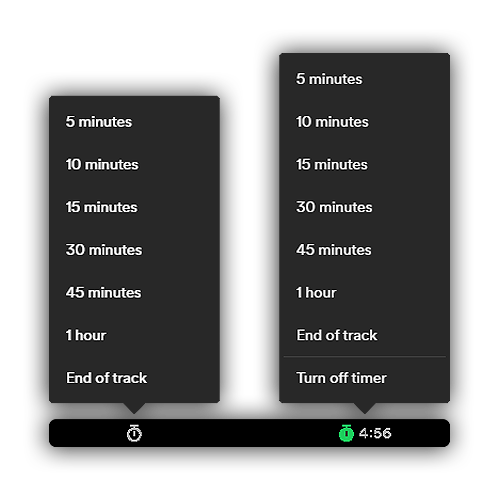 5 minutes
10 minutes
15 minutes
30 minutes
45 minutes
1 hour
End of track
5 minutes
10 minutes
15 minutes
30 minutes
45 minutes
1 hour
End of track
Turn off timer
4:56